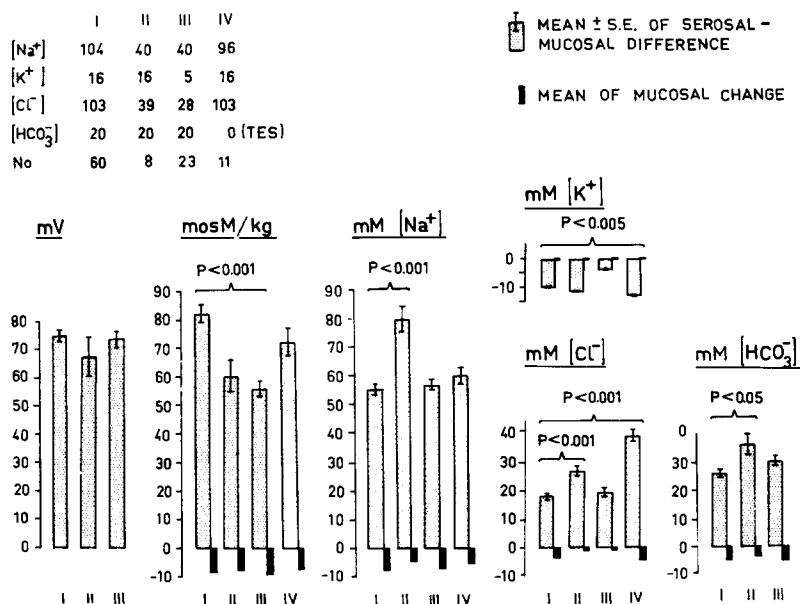 I II III IV
[Na⁺] 104 40 40 96
[K⁺] 16 16 5 16
[Cl⁻] 103 39 28 103
[HCO₃⁻] 20 20 20 0 (TES)
No 60 8 23 11
MEAN ± S.E. OF SEROSAL–
MUCOSAL DIFFERENCE
MEAN OF MUCOSAL CHANGE
mV
80
70
60
50
40
30
20
10
0
I II III
mosM/kg
P<0.001
90
80
70
60
50
40
30
20
10
0
-10
I II III IV
mM [Na⁺]
P<0.001
90
80
70
60
50
40
30
20
10
0
-10
I II III IV
mM [K⁺]
P<0.005
0
-10
mM [Cl⁻]
P<0.001
P<0.001
40
30
20
10
0
-10
I II III IV
mM [HCO₃⁻]
P<0.05
0
30
20
10
0
-10
I II III